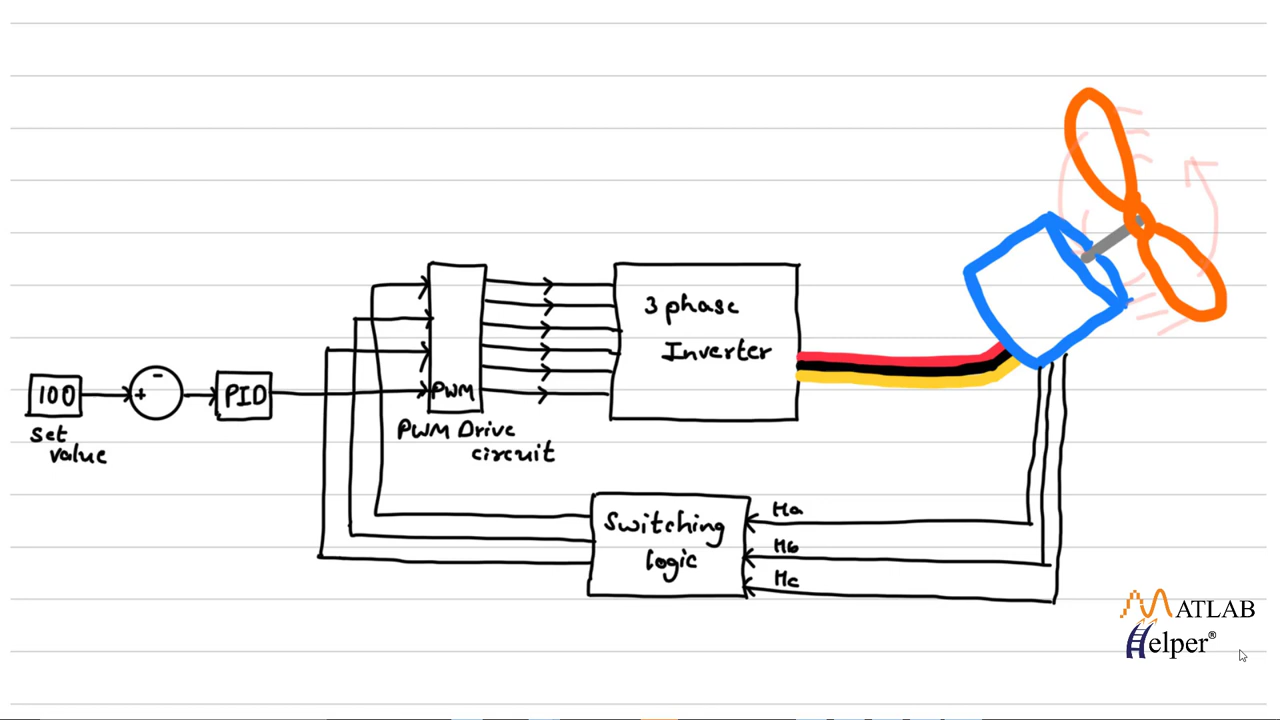 3 phase
Inverter
100
+
-
PID
PWM
set
value
PWM Drive
circuit
Switching
logic
Ha
Hb
Hc
MATLAB
Helper®